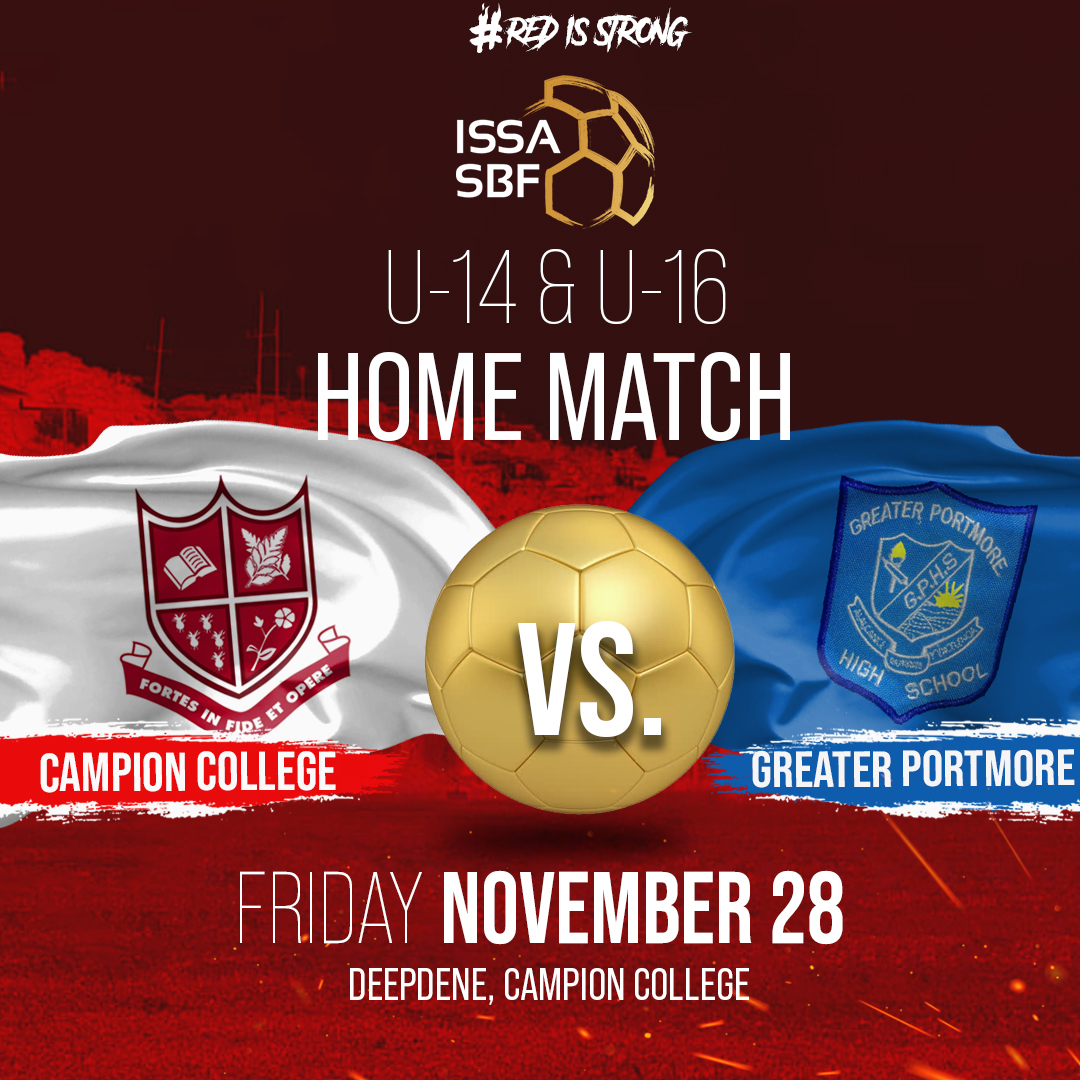 #RED IS STRONG
ISSA
SBF
U-14 & U-16
HOME MATCH
FORTES IN FIDE ET OPERE
GREATER PORTMORE
G.P.H.S
HIGH SCHOOL
VS.
CAMPION COLLEGE
GREATER PORTMORE
FRIDAY NOVEMBER 28
DEEPDENE, CAMPION COLLEGE